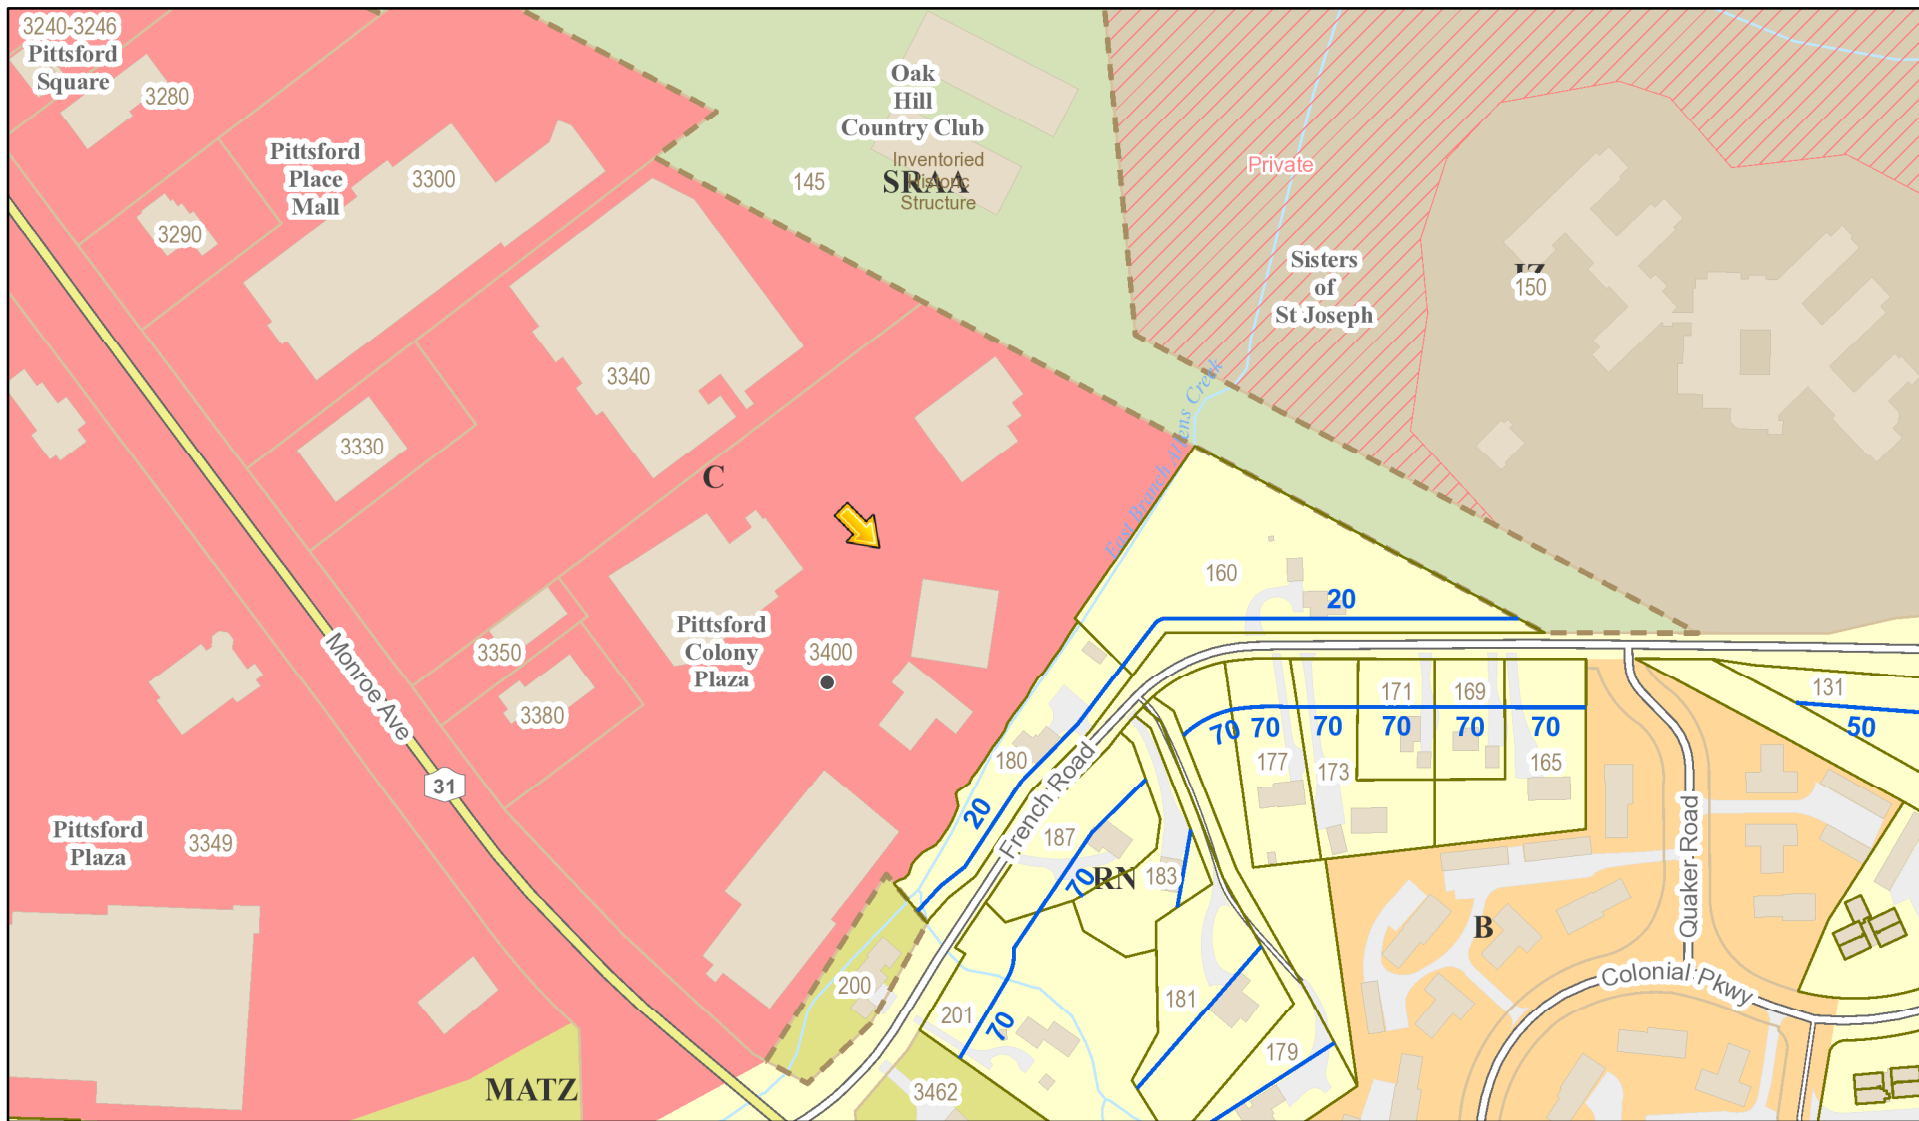 3240-3246
Pittsford
Square
3280
Pittsford
Place
Mall
3300
3290
Oak
Hill
Country Club
Inventoried
Historic
Structure
SRAA
145
Private
Sisters
of
St Joseph
IZ
150
3340
3330
C
East Branch Allens Creek
160
20
Monroe Ave
3350
3380
Pittsford
Colony
Plaza
3400
31
Pittsford
Plaza
3349
180
20
French Road
187
70
RN
183
70
70
70
70
70
70
177
173
171
169
165
131
50
Quaker Road
B
Colonial Pkwy
200
201
70
181
179
3462
MATZ